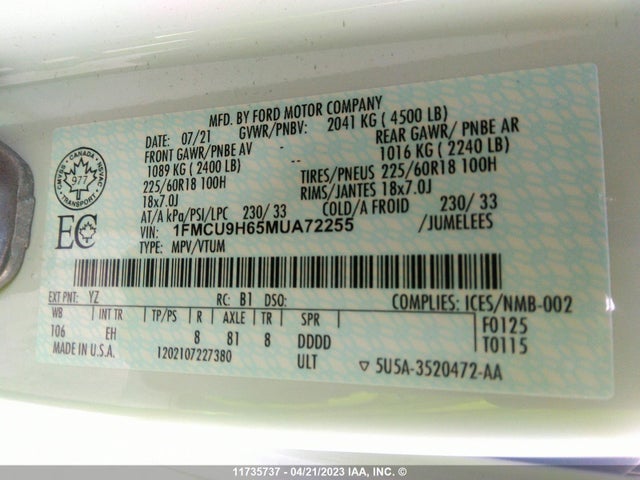 MFD. BY FORD MOTOR COMPANY
DATE: 07/21 GVWR/PNBV: 2041 KG ( 4500 LB)
FRONT GAWR/PNBE AV -- REAR GAWR/ PNBE AR
1089 KG ( 2400 LB) -- 1016 KG ( 2240 LB)
225/60R18 100H TIRES/PNEUS 225/60R18 100H
18x7.0J RIMS/JANTES 18x7.0J
AT/A kPa/PSI/LPC 230/ 33 COLD/A FROID 230/ 33
VIN: 1FMCU9H65MUA72255 /JUMELEES
TYPE: MPV/VTUM
CANADA
977
TRANSPORT
EC
EXT PNT: YZ RC: B1 DSO: COMPLIES: ICES/NMB-002
WB INT TR TP/PS R AXLE TR SPR F0125
106 EH 8 81 8 DDDD T0115
MADE IN U.S.A. 1202107227380 ULT ▽ 5U5A-3520472-AA
11735737 - 04/21/2023 IAA, INC. ©